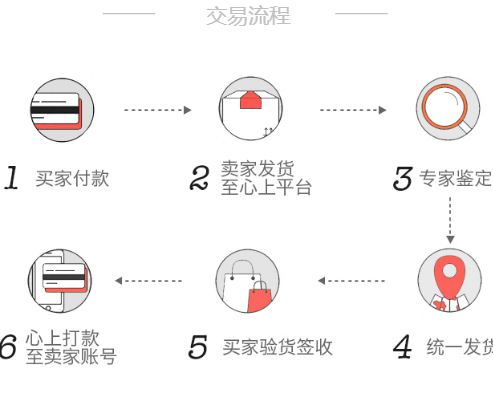 交易流程
1 买家付款
2 卖家发货
至心上平台
3 专家鉴定
4 统一发货
5 买家验货签收
6 心上打款
至卖家账号